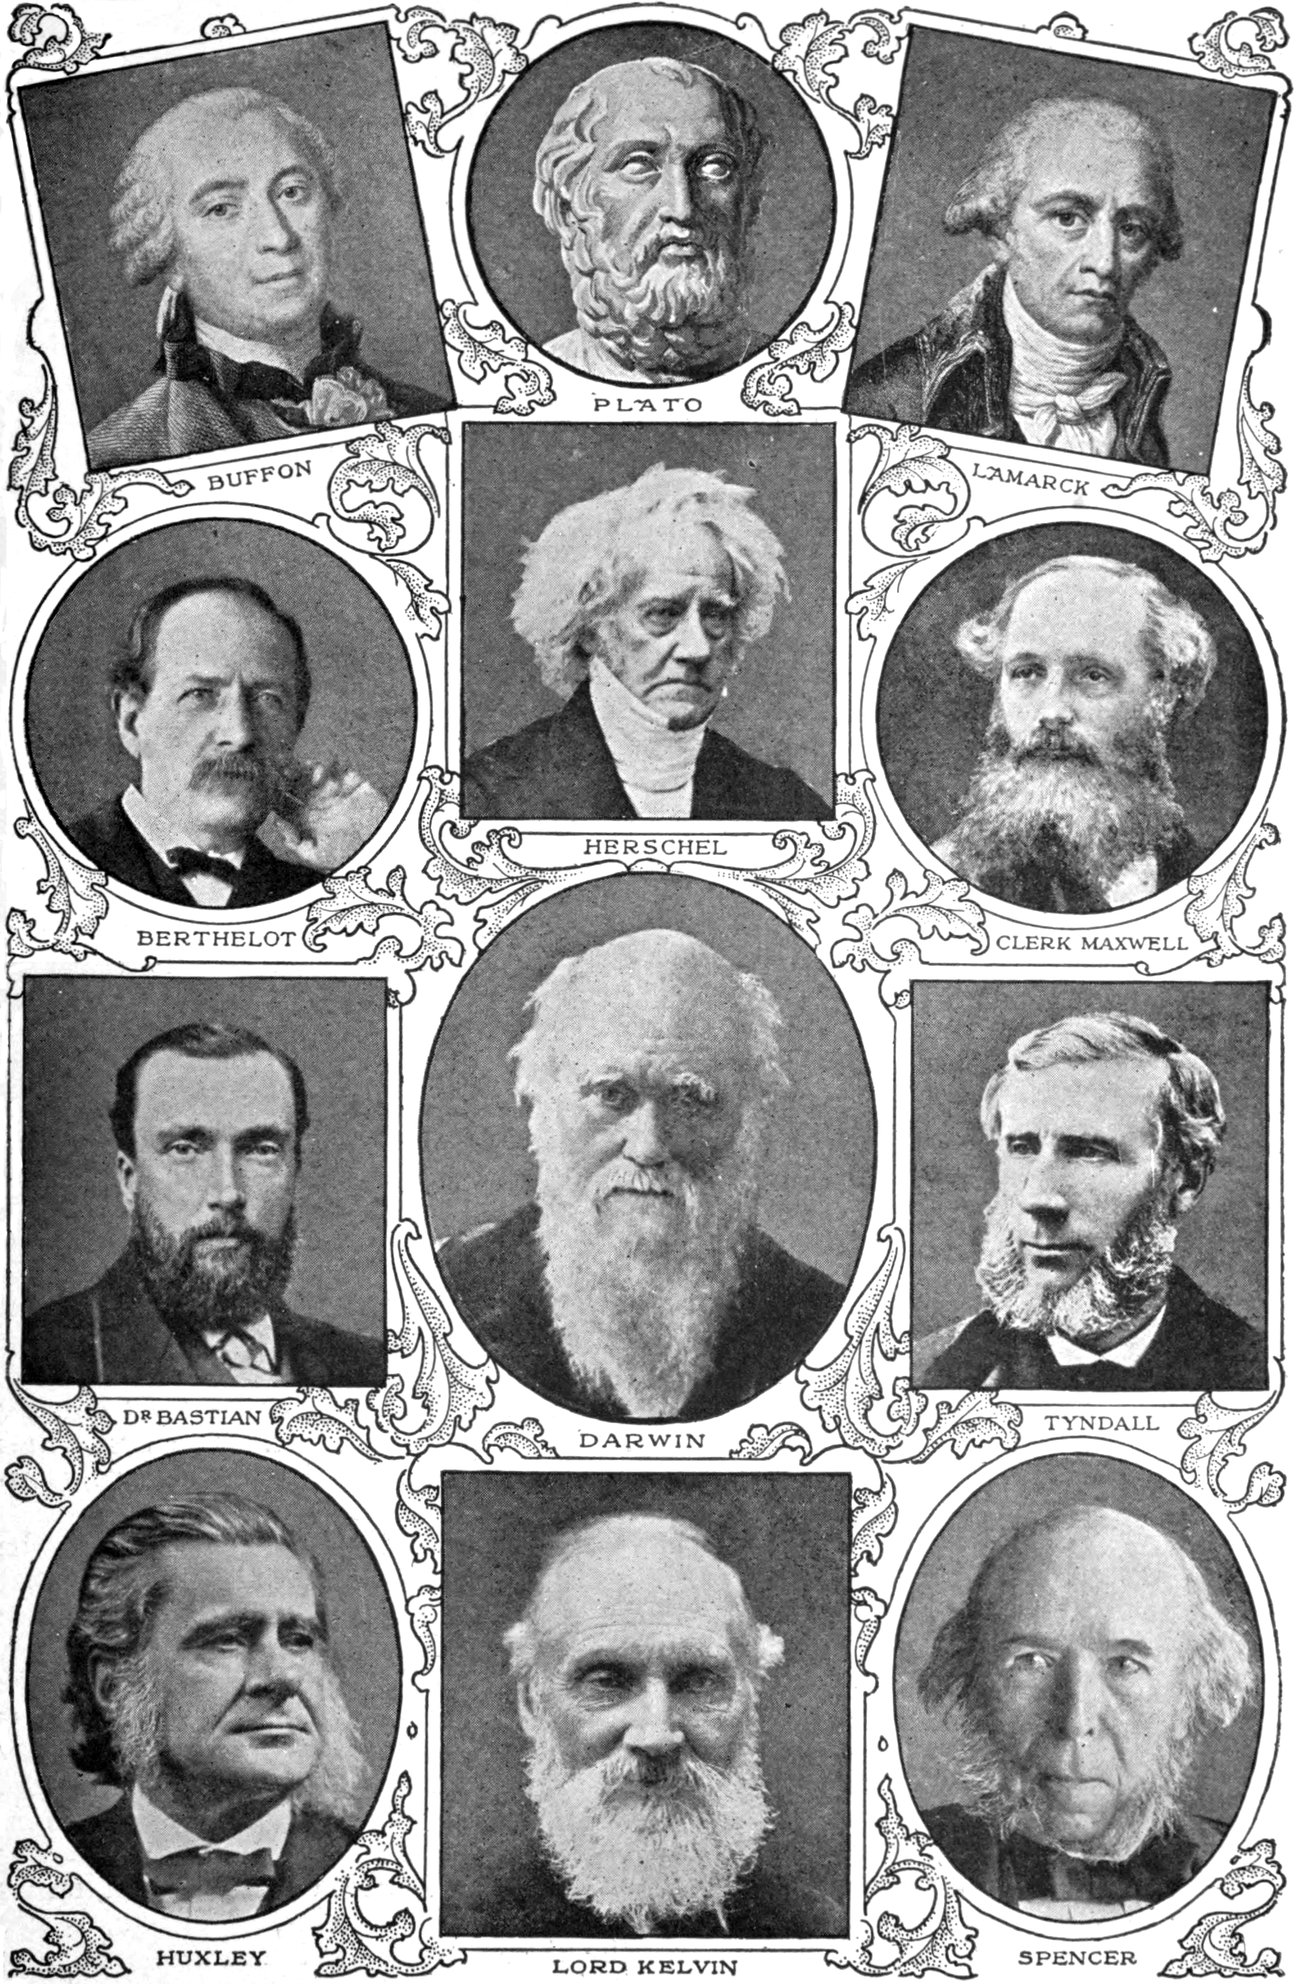 PLATO
BUFFON
LAMARCK
HERSCHEL
BERTHELOT
CLERK MAXWELL
DR BASTIAN
DARWIN
TYNDALL
HUXLEY
LORD KELVIN
SPENCER